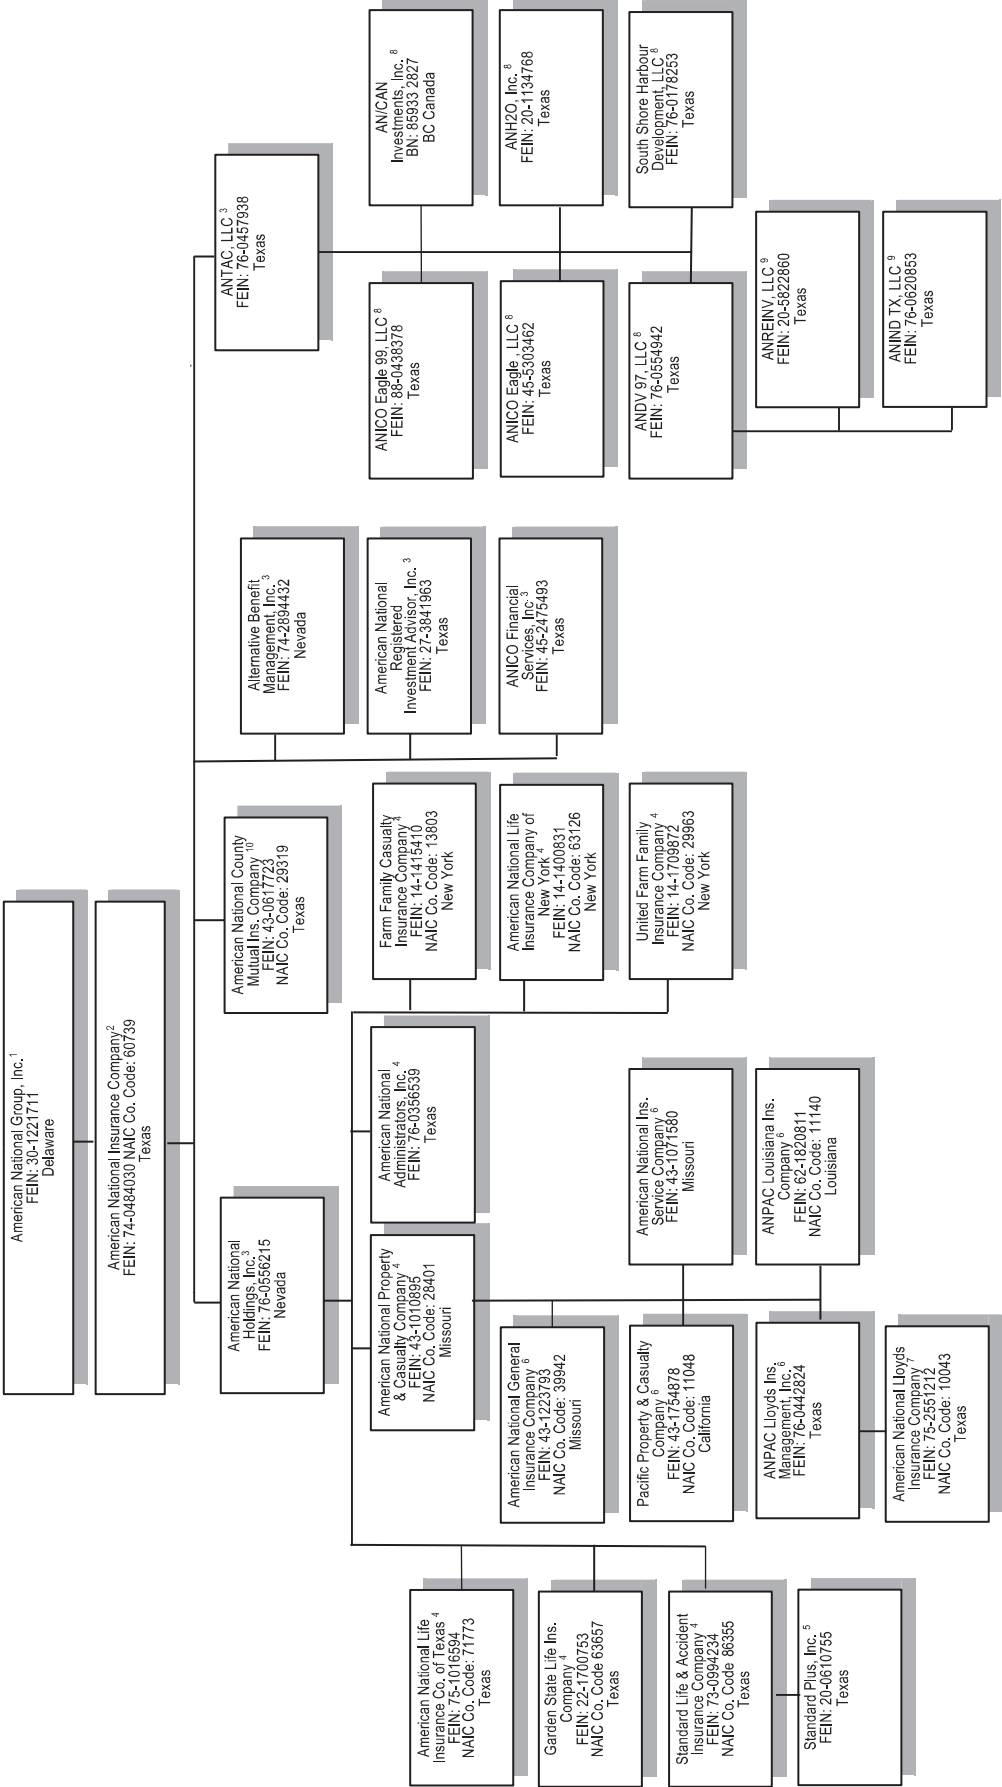 American National Group, Inc. 1
FEIN: 30-1221711
Delaware
American National Insurance Company2
FEIN: 74-0484030 NAIC Co. Code: 60739
Texas
American National
Holdings, Inc.3
FEIN: 76-0556215
Nevada
American National County
Mutual Ins. Company 10
FEIN: 43-0617723
NAIC Co. Code: 29319
Texas
Alternative Benefit
Management, Inc. 3
FEIN: 74-2894432
Nevada
American National
Registered
Investment Advisor, Inc. 3
FEIN: 27-3841963
Texas
ANICO Financial
Services, Inc. 3
FEIN: 45-2475493
Texas
ANTAC, LLC 3
FEIN: 76-0457938
Texas
American National Life
Insurance Co. of Texas 4
FEIN: 75-1016594
NAIC Co. Code: 71773
Texas
Garden State Life Ins.
Company 4
FEIN: 22-1700753
NAIC Co. Code 63657
Texas
Standard Life & Accident
Insurance Company 4
FEIN: 73-0994234
NAIC Co. Code 86355
Texas
Standard Plus, Inc. 5
FEIN: 20-0610755
Texas
American National Property
& Casualty Company 4
FEIN: 43-1010895
NAIC Co. Code: 28401
Missouri
American National General
Insurance Company 6
FEIN: 43-1223793
NAIC Co. Code: 39942
Missouri
Pacific Property & Casualty
Company 6
FEIN: 43-1754878
NAIC Co. Code: 11048
California
ANPAC Lloyds Ins.
Management, Inc. 6
FEIN: 76-0442824
Texas
American National Lloyds
Insurance Company 7
FEIN: 75-2551212
NAIC Co. Code: 10043
Texas
American National Ins.
Service Company 6
FEIN: 43-1071580
Missouri
ANPAC Louisiana Ins.
Company 6
FEIN: 62-1820811
NAIC Co. Code: 11140
Louisiana
American National
Administrators, Inc. 4
FEIN: 76-0356539
Texas
Farm Family Casualty
Insurance Company
FEIN: 14-1415410
NAIC Co. Code: 13803
New York
American National Life
Insurance Company of
New York 4
FEIN: 14-1400831
NAIC Co. Code: 63126
New York
United Farm Family
Insurance Company 4
FEIN: 14-1709872
NAIC Co. Code: 29963
New York
ANICO Eagle 99, LLC 8
FEIN: 88-0438378
Texas
AN/CAN
Investments, Inc. 8
BN: 85933 2827
BC Canada
ANICO Eagle , LLC 8
FEIN: 45-5303462
Texas
ANH2O, Inc. 8
FEIN: 20-1134768
Texas
ANDV 97, LLC 8
FEIN: 76-0554942
Texas
South Shore Harbour
Development, LLC 8
FEIN: 76-0178253
Texas
ANREINV, LLC 9
FEIN: 20-5822860
Texas
ANIND TX, LLC 9
FEIN: 76-0620853
Texas